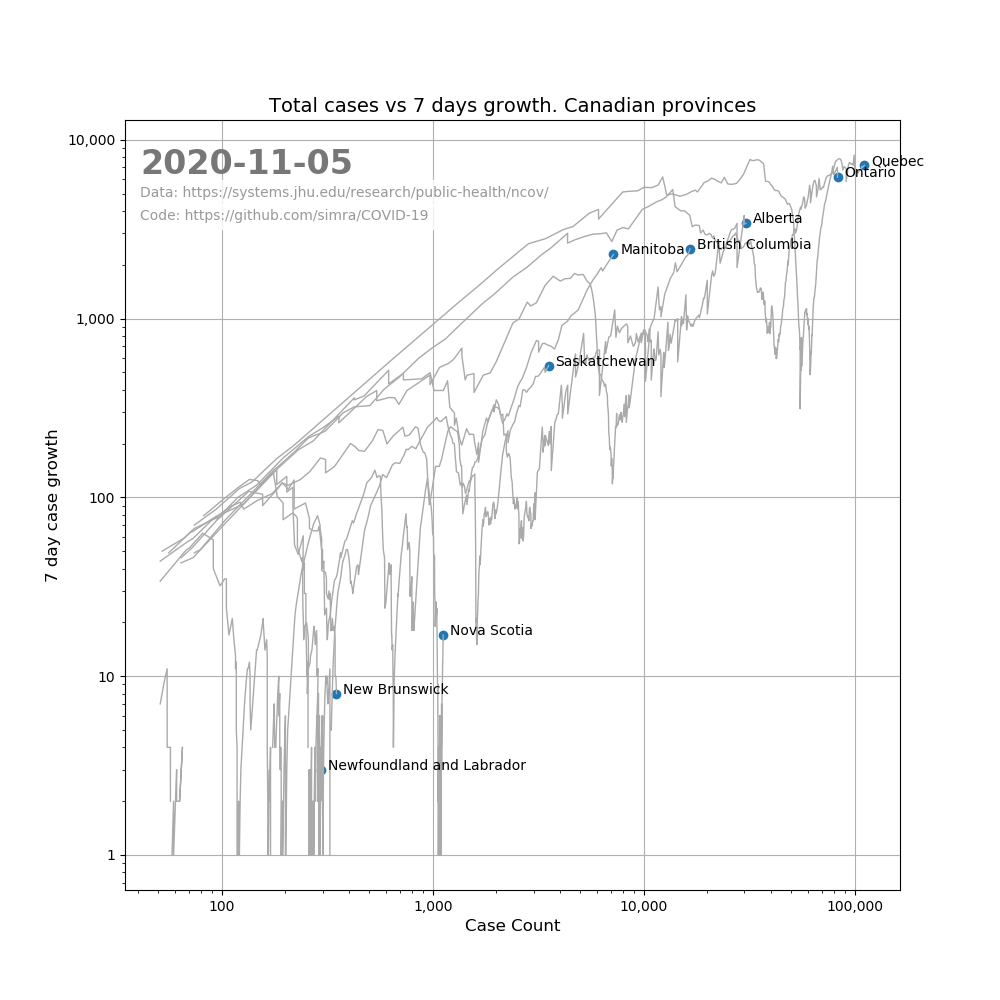 Total cases vs 7 days growth. Canadian provinces
10,000
2020-11-05
Data: https://systems.jhu.edu/research/public-health/ncov/
Code: https://github.com/simra/COVID-19
Quebec
Ontario
Alberta
British Columbia
Manitoba
1,000
Saskatchewan
100
7 day case growth
Nova Scotia
10
New Brunswick
Newfoundland and Labrador
1
100
1,000
10,000
100,000
Case Count